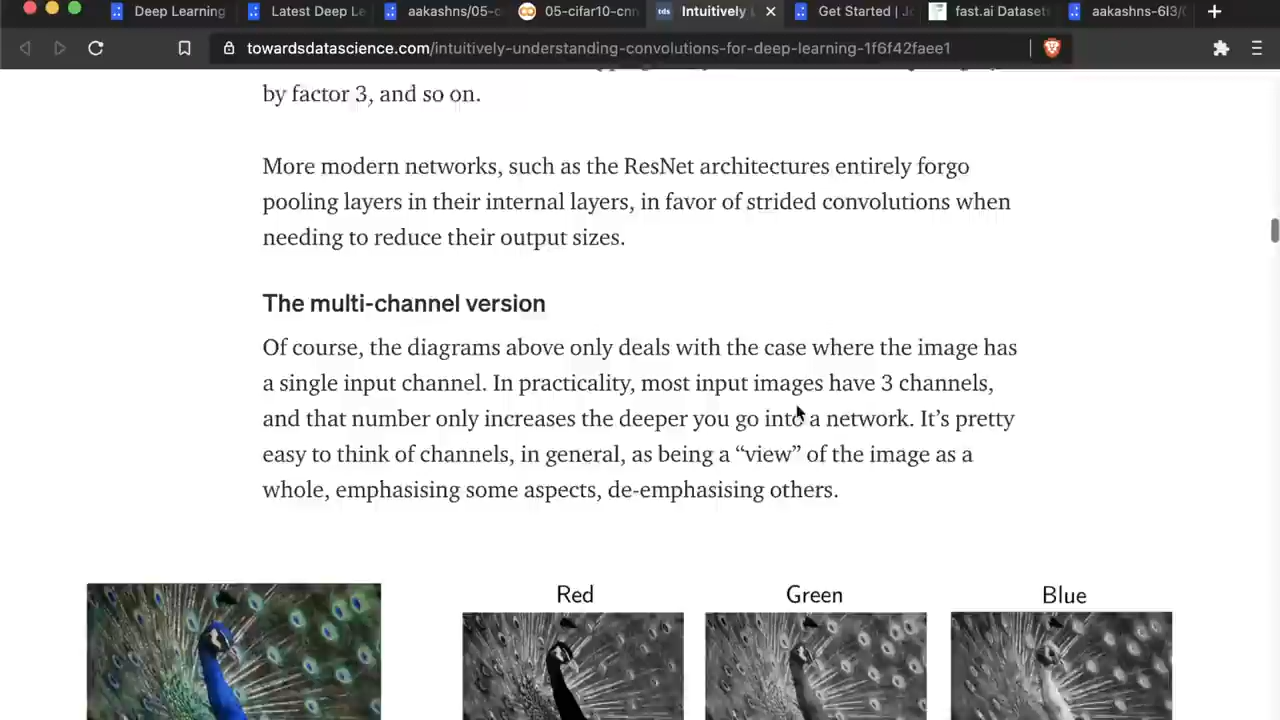 Deep Learning
Latest Deep Le
aakashns/05-c
05-cifar10-cnn
tds
Intuitively
Get Started | Jo
fast.ai Datasets
aakashns-6l3/0
towardsdatascience.com/intuitively-understanding-convolutions-for-deep-learning-1f6f42faee1
by factor 3, and so on.
More modern networks, such as the ResNet architectures entirely forgo
pooling layers in their internal layers, in favor of strided convolutions when
needing to reduce their output sizes.
The multi-channel version
Of course, the diagrams above only deals with the case where the image has
a single input channel. In practicality, most input images have 3 channels,
and that number only increases the deeper you go into a network. It’s pretty
easy to think of channels, in general, as being a “view” of the image as a
whole, emphasising some aspects, de-emphasising others.
Red
Green
Blue